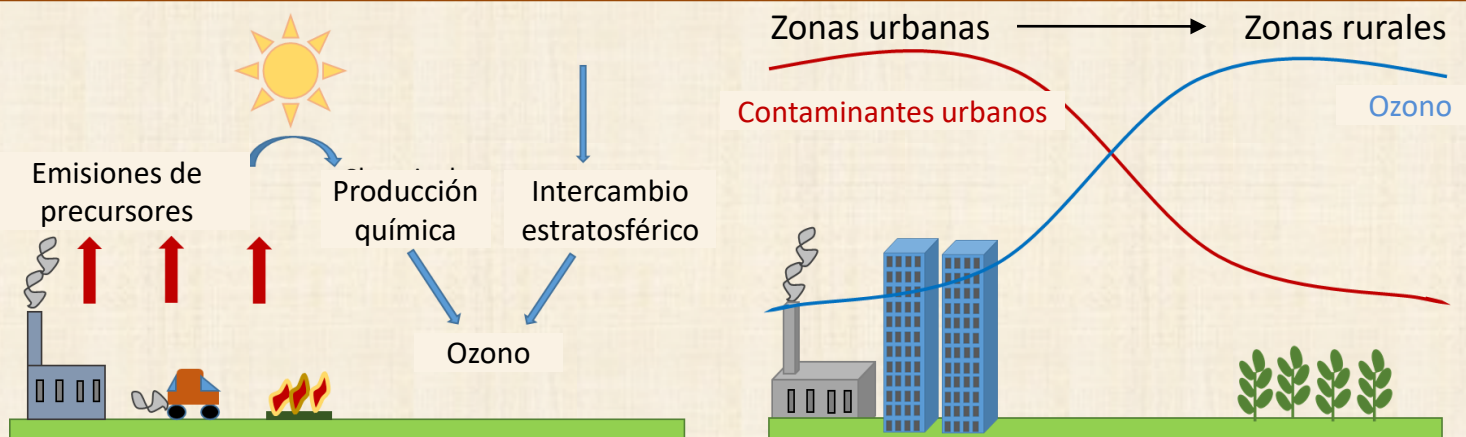 Emisiones de
precursores
Producción
química
Intercambio
estratosférico
Ozono
Zonas urbanas
Zonas rurales
Contaminantes urbanos
Ozono